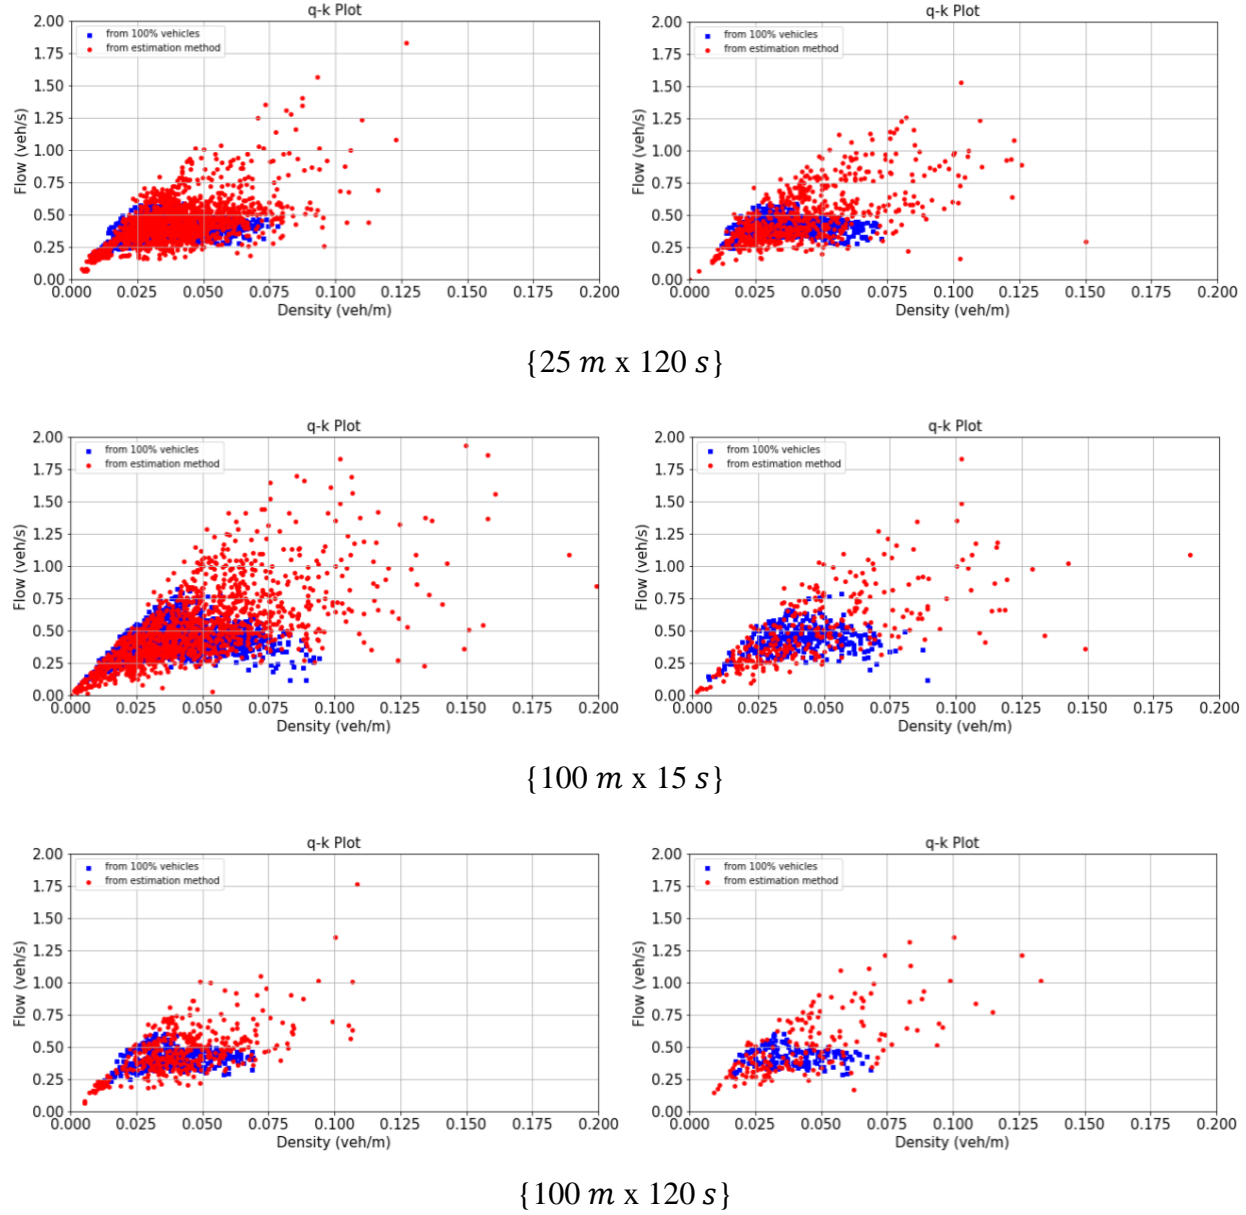 q-k Plot
from 100% vehicles
from estimation method
Flow (veh/s)
2.00
1.75
1.50
1.25
1.00
0.75
0.50
0.25
0.00
0.000 0.025 0.050 0.075 0.100 0.125 0.150 0.175 0.200
Density (veh/m)
q-k Plot
from 100% vehicles
from estimation method
Flow (veh/s)
2.00
1.75
1.50
1.25
1.00
0.75
0.50
0.25
0.00
0.000 0.025 0.050 0.075 0.100 0.125 0.150 0.175 0.200
Density (veh/m)
{25 m x 120 s}
q-k Plot
from 100% vehicles
from estimation method
Flow (veh/s)
2.00
1.75
1.50
1.25
1.00
0.75
0.50
0.25
0.00
0.000 0.025 0.050 0.075 0.100 0.125 0.150 0.175 0.200
Density (veh/m)
q-k Plot
from 100% vehicles
from estimation method
Flow (veh/s)
2.00
1.75
1.50
1.25
1.00
0.75
0.50
0.25
0.00
0.000 0.025 0.050 0.075 0.100 0.125 0.150 0.175 0.200
Density (veh/m)
{100 m x 15 s}
q-k Plot
from 100% vehicles
from estimation method
Flow (veh/s)
2.00
1.75
1.50
1.25
1.00
0.75
0.50
0.25
0.00
0.000 0.025 0.050 0.075 0.100 0.125 0.150 0.175 0.200
Density (veh/m)
q-k Plot
from 100% vehicles
from estimation method
Flow (veh/s)
2.00
1.75
1.50
1.25
1.00
0.75
0.50
0.25
0.00
0.000 0.025 0.050 0.075 0.100 0.125 0.150 0.175 0.200
Density (veh/m)
{100 m x 120 s}